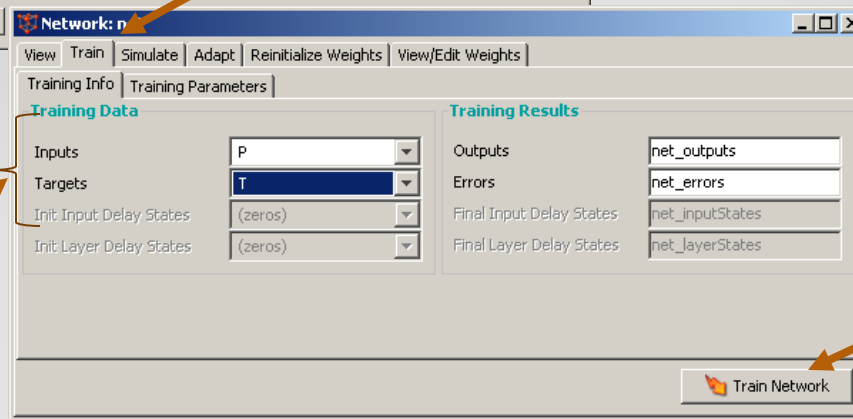 Network:
View Train Simulate Adapt Reinitialize Weights View/Edit Weights
Training Info Training Parameters
Training Data
Inputs P
Targets T
Init Input Delay States (zeros)
Init Layer Delay States (zeros)
Training Results
Outputs net_outputs
Errors net_errors
Final Input Delay States net_inputStates
Final Layer Delay States net_layerStates
Train Network